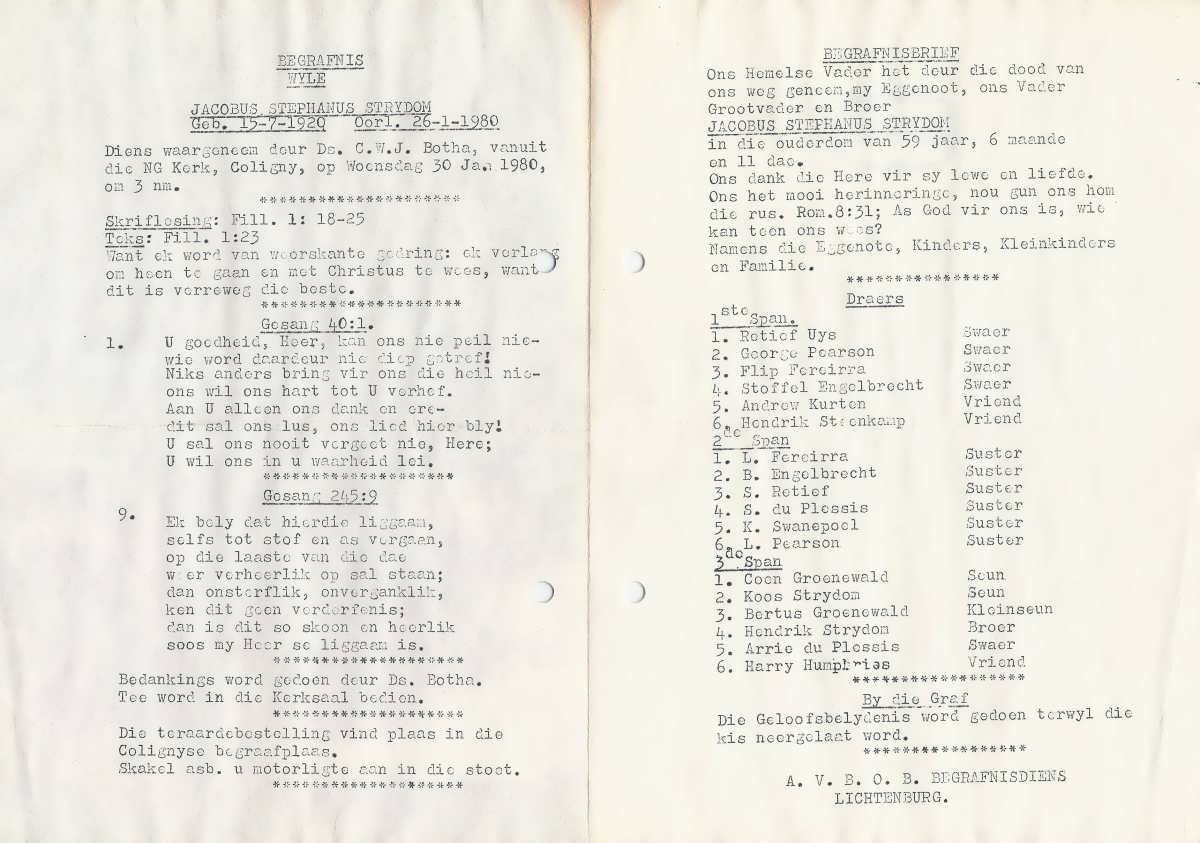 BEGRAFNIS
WYLE
JACOBUS STEPHANUS STRYDOM
Geb. 15-7-1920 Oorl. 26-1-1980
Diens waargeneem deur Ds. C.W.J. Botha, vanuit
die NG Kerk, Coligny, op Woensdag 30 Jan 1980,
om 3 nm.
********************
Skriflesing: Fill. 1: 18-25
Teks: Fill. 1:23
Want ek word van weerskante gedring: ek verlang
om heen te gaan en met Christus te wees, want
dit is verreweg die beste.
********************
Gesang 40:1.
1. U goedheid, Heer, kan ons nie peil nie-
wie word daardeur nie diep getref!
Niks anders bring vir ons die heil nie-
ons wil ons hart tot U verhef.
Aan U alleen ons dank en ere-
dit sal ons lus, ons lied hier bly!
U sal ons nooit vergeet nie, Here;
U wil ons in u waarheid lei.
*******************
Gesang 245:9
9. Ek bely dat hierdie liggaam,
selfs tot stof en as vergaan,
op die laaste van die dae
weer verheerlik op sal staan;
dan onsterflik, onverganklik,
ken dit geen verderfenis;
dan is dit so skoon en heerlik
soos my Heer se liggaam is.
*******************
Bedankings word gedoen deur Ds. Botha.
Tee word in die Kerksaal bedien.
*******************
Die teraardebestelling vind plaas in die
Colignyse begraafplaas.
Skakel asb. u motorligte aan in die stoet.
*******************
BEGRAFNISBRIEF
Ons Hemelse Vader het deur die dood van
ons weg geneem,my Eggenoot, ons Vader
Grootvader en Broer
JACOBUS STEPHANUS STRYDOM
in die ouderdom van 59 jaar, 6 maande
en 11 dae.
Ons dank die Here vir sy lewe en liefde.
Ons het mooi herinneringe, nou gun ons hom
die rus. Rom.8:31; As God vir ons is, wie
kan teen ons wees?
Namens die Eggenote, Kinders, Kleinkinders
en Familie.
****************
Draers
1ste Span.
1. Retief Uys Swaer
2. George Pearson Swaer
3. Flip Fereirra Swaer
4. Stoffel Engelbrecht Swaer
5. Andrew Kurten Vriend
6. Hendrik Steenkamp Vriend
2de Span
1. L. Fereirra Suster
2. B. Engelbrecht Suster
3. S. Retief Suster
4. S. du Plessis Suster
5. K. Swanepoel Suster
6. L. Pearson Suster
3de Span
1. Coen Groenewald Seun
2. Koos Strydom Seun
3. Bertus Groenewald Kleinseun
4. Hendrik Strydom Broer
5. Arrie du Plessis Swaer
6. Harry Humphries Vriend
******************
By die Graf
Die Geloofsbelydenis word gedoen terwyl die
kis neergelaat word.
*****************
A. V. B. O. B. BEGRAFNISDIENS
LICHTENBURG.